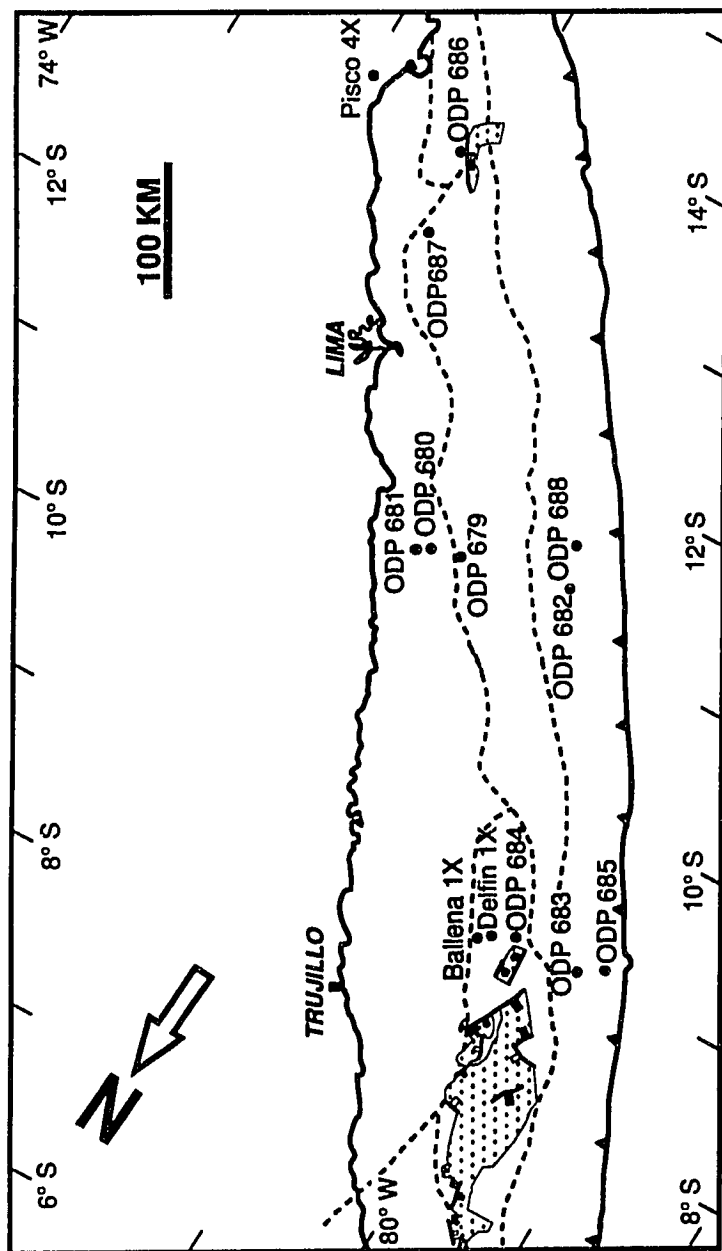 6° S
8° S
10° S
12° S
74° W
N
100 KM
TRUJILLO
LIMA
Pisco 4X
80° W
Ballena 1X
Delfin 1X
ODP 684
ODP 683
ODP 685
ODP 681
ODP 680
ODP 679
ODP 682
ODP 688
ODP687
ODP 686
8° S
10° S
12° S
14° S